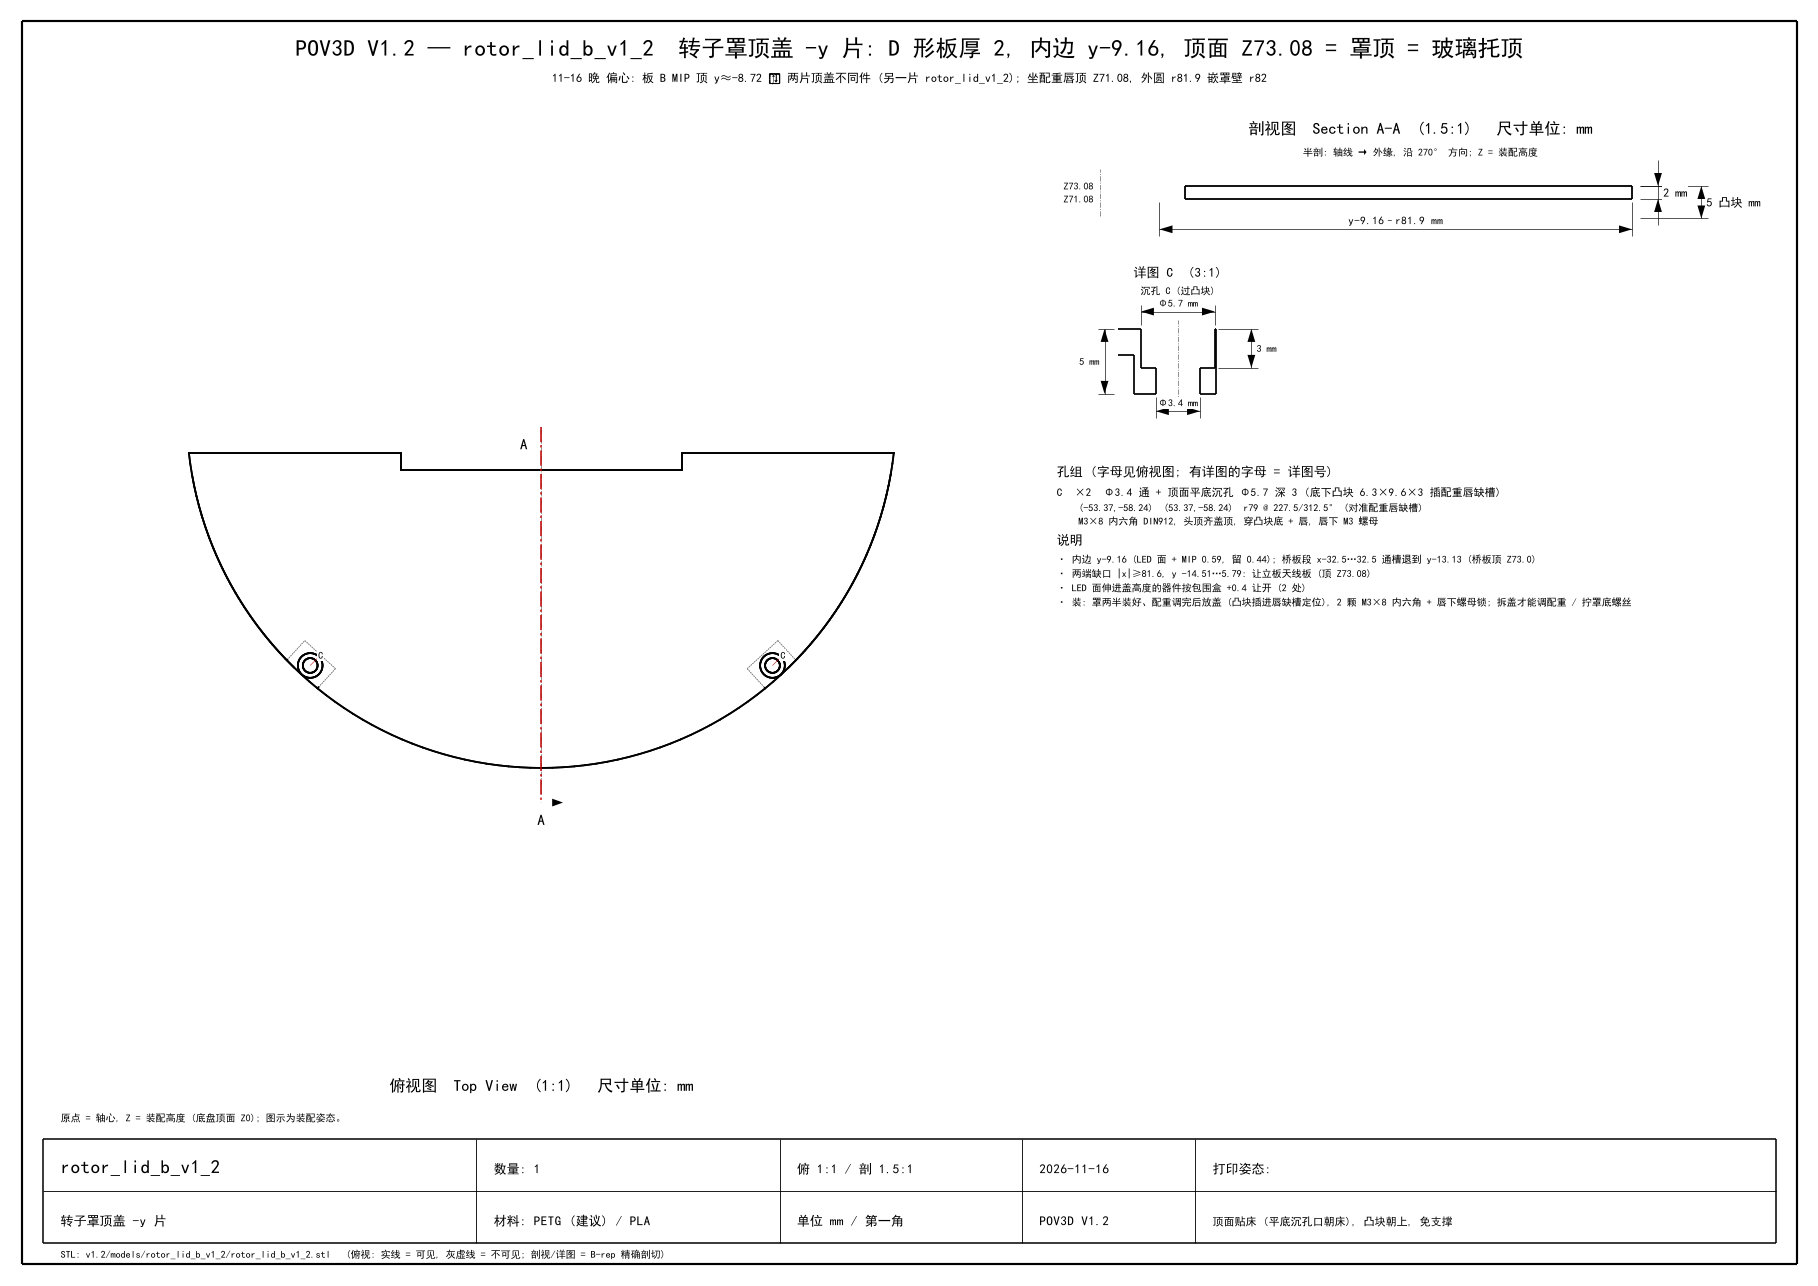 POV3D V1.2 — rotor_lid_b_v1_2  转子罩顶盖 -y 片: D 形板厚 2, 内边 y-9.16, 顶面 Z73.08 = 罩顶 = 玻璃托顶
11-16 晚 偏心: 板 B MIP 顶 y≈-8.72 两片顶盖不同件 (另一片 rotor_lid_v1_2); 坐配重唇顶 Z71.08, 外圆 r81.9 嵌罩壁 r82
剖视图  Section A-A  (1.5:1)  尺寸单位: mm
半剖: 轴线 → 外缘, 沿 270° 方向; Z = 装配高度
Z73.08
Z71.08
2 mm
5 凸块 mm
y-9.16 – r81.9 mm
详图 C  (3:1)
沉孔 C (过凸块)
Φ5.7 mm
5 mm
3 mm
Φ3.4 mm
A
C
C
A
孔组 (字母见俯视图; 有详图的字母 = 详图号)
C  ×2  Φ3.4 通 + 顶面平底沉孔 Φ5.7 深 3 (底下凸块 6.3×9.6×3 插配重唇缺槽)
(-53.37,-58.24) (53.37,-58.24)  r79 @ 227.5/312.5° (对准配重唇缺槽)
M3×8 内六角 DIN912, 头顶齐盖顶, 穿凸块底 + 唇, 唇下 M3 螺母
说明
· 内边 y-9.16 (LED 面 + MIP 0.59, 留 0.44); 桥板段 x-32.5…32.5 通槽退到 y-13.13 (桥板顶 Z73.0)
· 两端缺口 |x|≥81.6, y -14.51…5.79: 让立板天线板 (顶 Z73.08)
· LED 面伸进盖高度的器件按包围盒 +0.4 让开 (2 处)
· 装: 罩两半装好、配重调完后放盖 (凸块插进唇缺槽定位), 2 颗 M3×8 内六角 + 唇下螺母锁; 拆盖才能调配重 / 拧罩底螺丝
俯视图  Top View  (1:1)  尺寸单位: mm
原点 = 轴心, Z = 装配高度 (底盘顶面 Z0); 图示为装配姿态。
rotor_lid_b_v1_2
数量: 1
俯 1:1 / 剖 1.5:1
2026-11-16
打印姿态:
转子罩顶盖 -y 片
材料: PETG (建议) / PLA
单位 mm / 第一角
POV3D V1.2
顶面贴床 (平底沉孔口朝床), 凸块朝上, 免支撑
STL: v1.2/models/rotor_lid_b_v1_2/rotor_lid_b_v1_2.stl  (俯视: 实线 = 可见, 灰虚线 = 不可见; 剖视/详图 = B-rep 精确剖切)